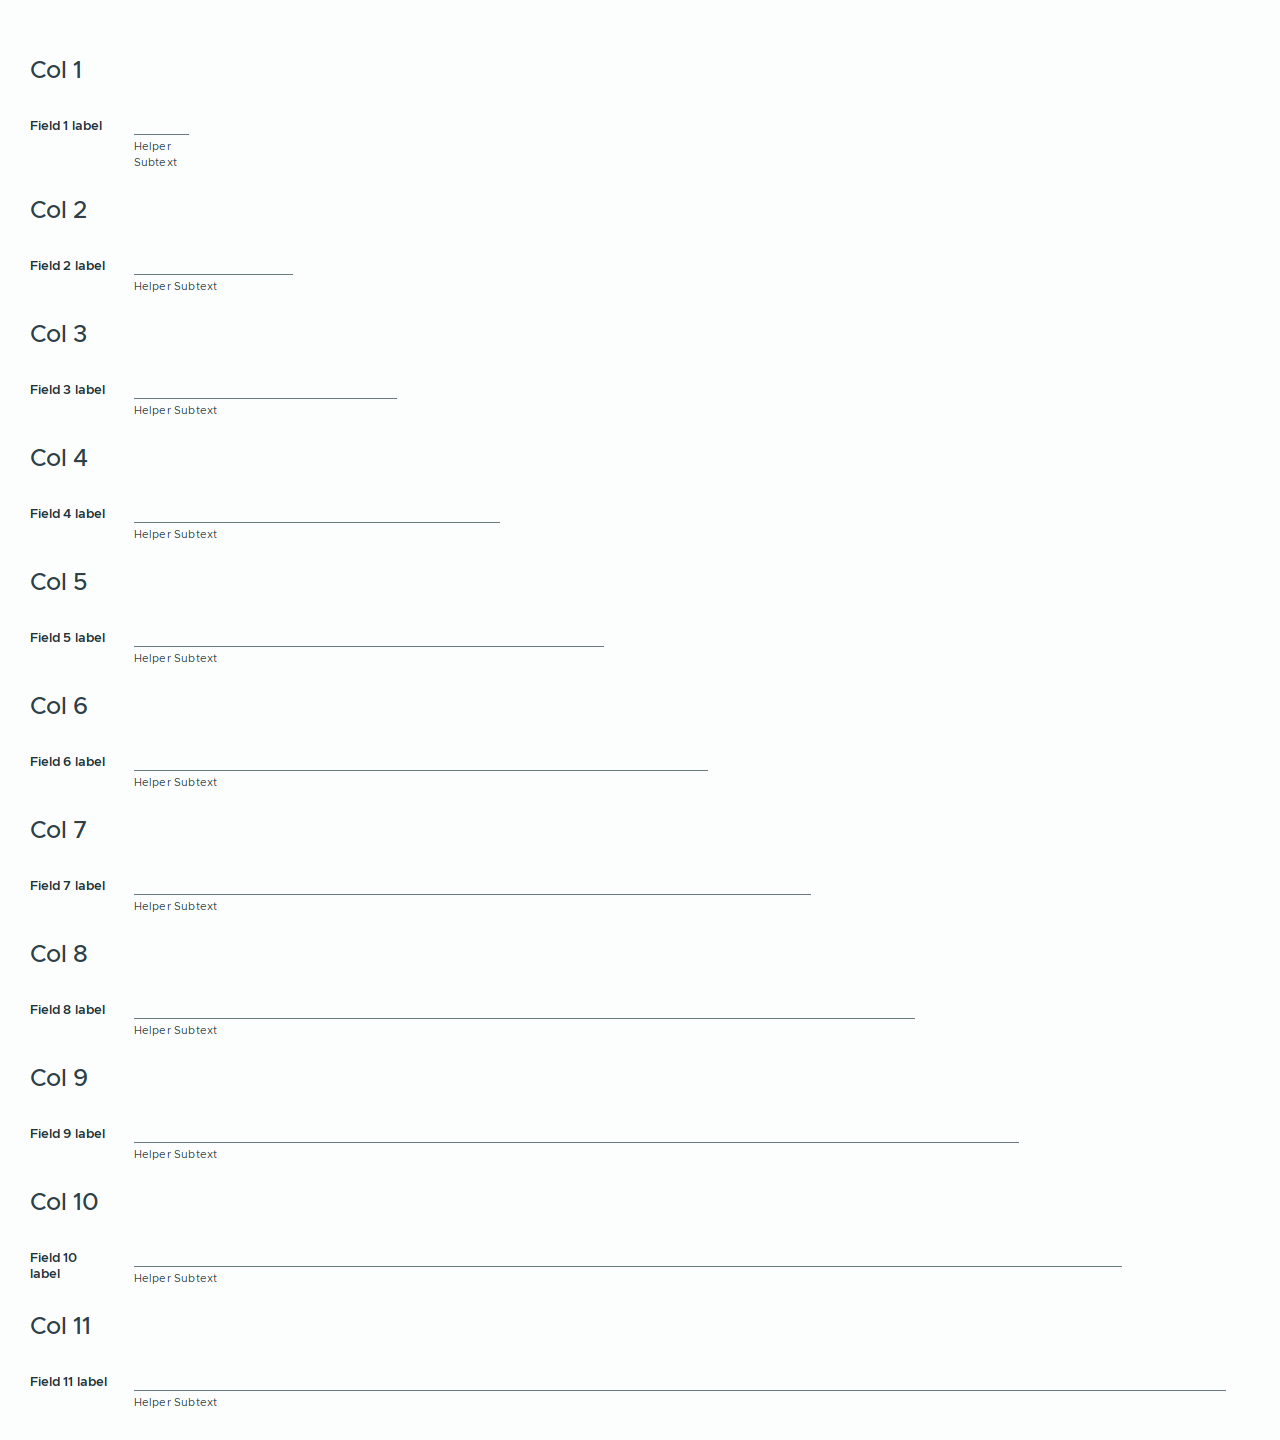 Col 1
Field 1 label
Helper
Subtext
Col 2
Field 2 label
Helper Subtext
Col 3
Field 3 label
Helper Subtext
Col 4
Field 4 label
Helper Subtext
Col 5
Field 5 label
Helper Subtext
Col 6
Field 6 label
Helper Subtext
Col 7
Field 7 label
Helper Subtext
Col 8
Field 8 label
Helper Subtext
Col 9
Field 9 label
Helper Subtext
Col 10
Field 10
label
Helper Subtext
Col 11
Field 11 label
Helper Subtext